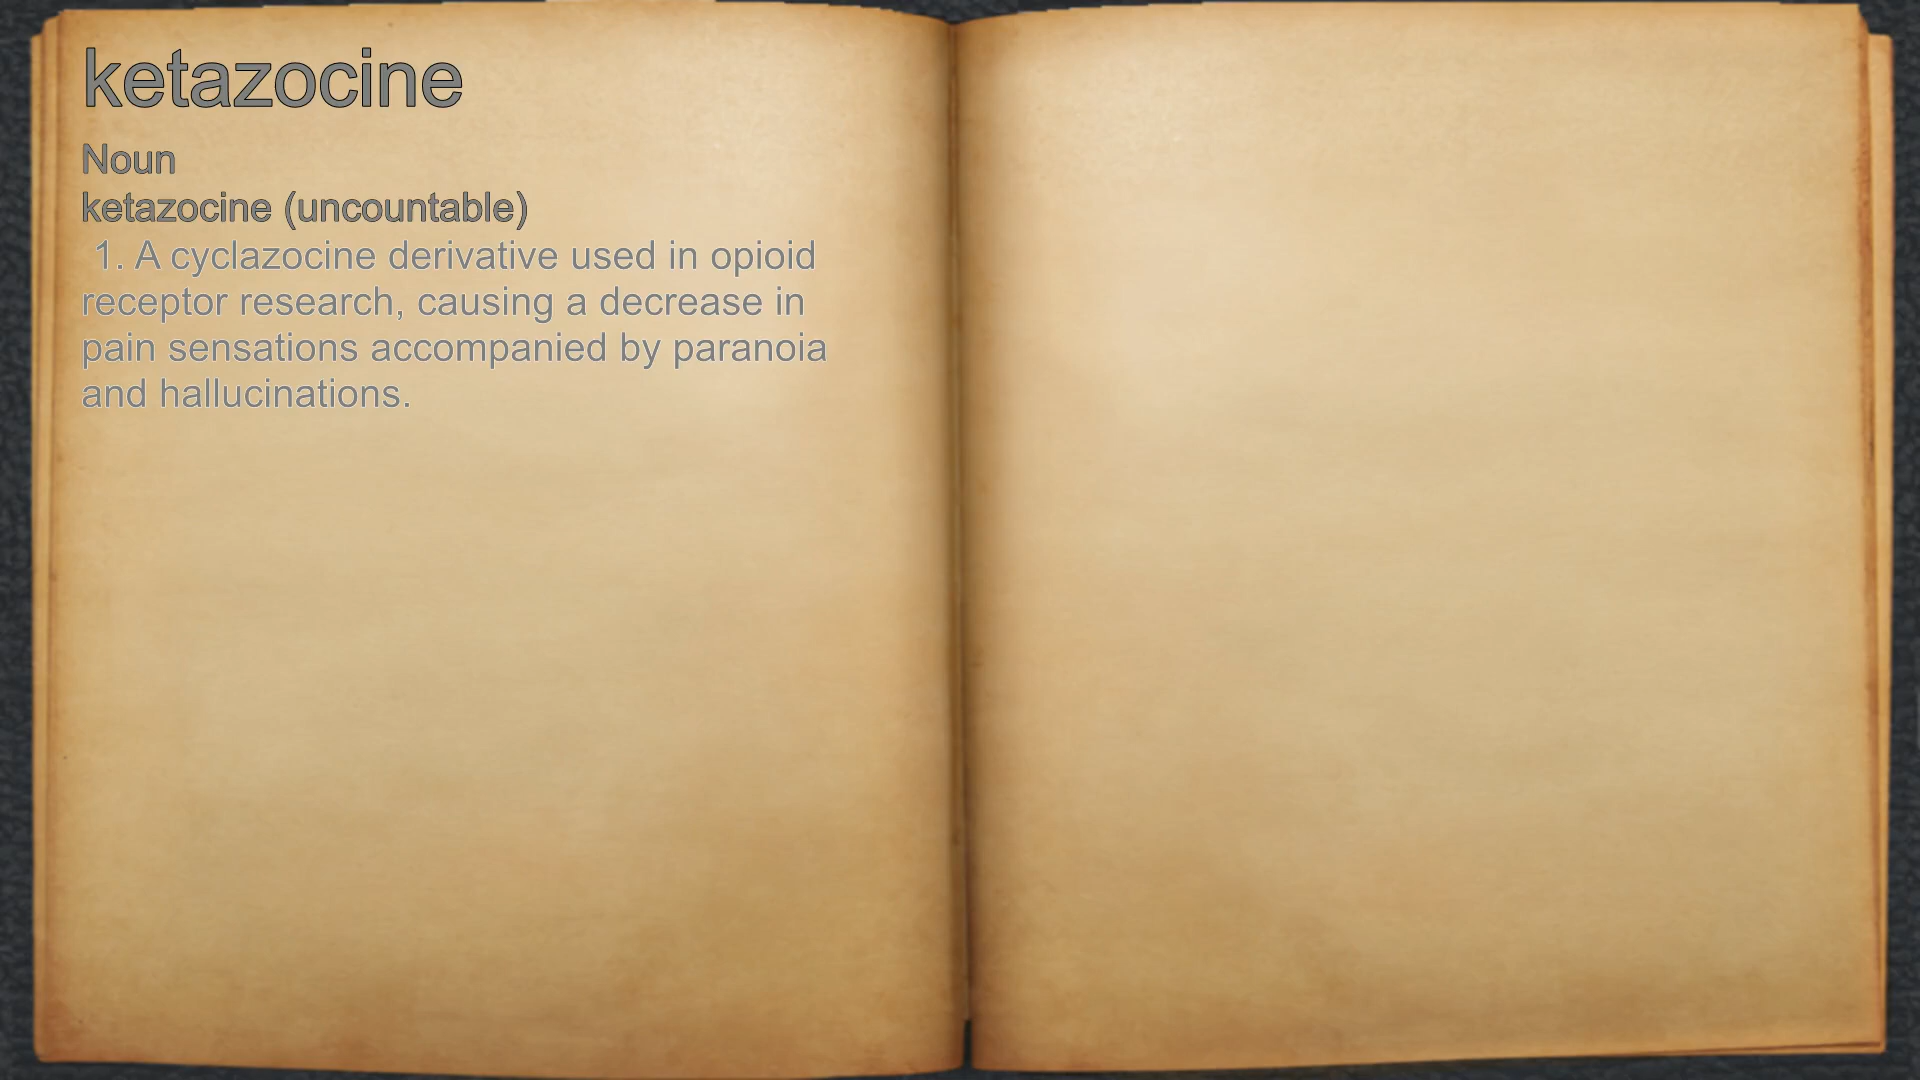 ketazocine
Noun
ketazocine (uncountable)
1. A cyclazocine derivative used in opioid
receptor research, causing a decrease in
pain sensations accompanied by paranoia
and hallucinations.